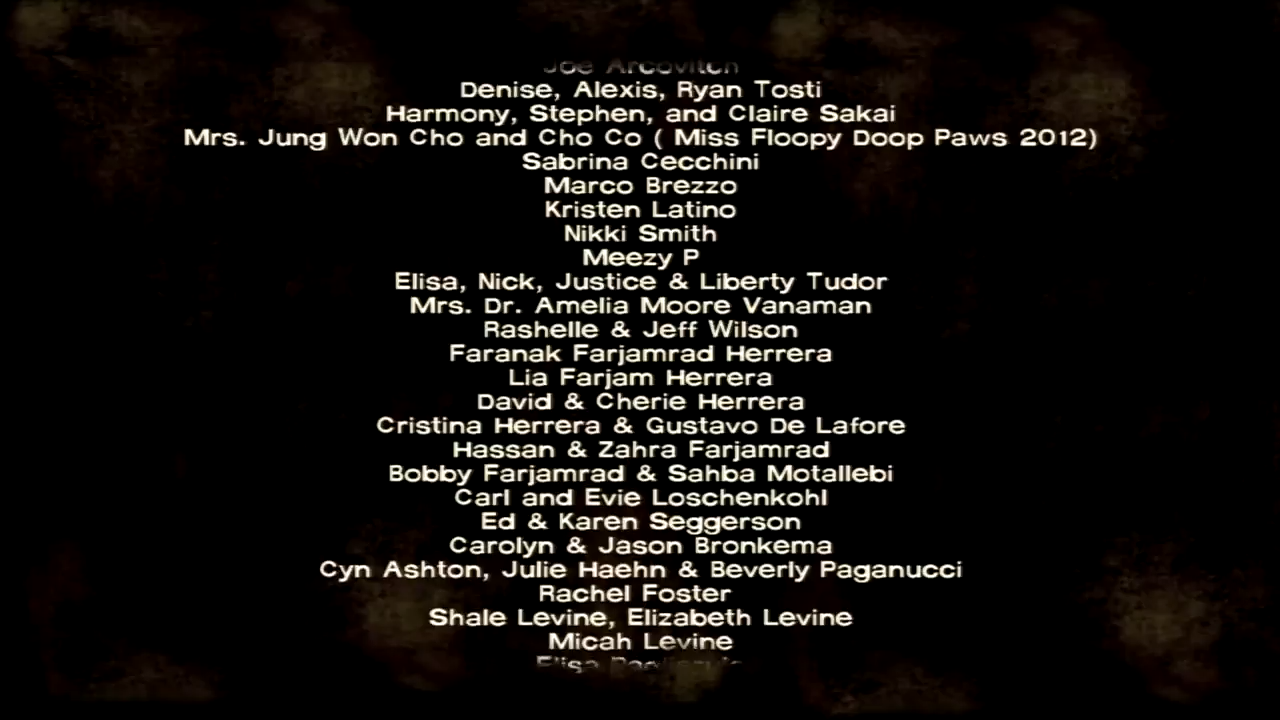 Joe Arcovitch
Denise, Alexis, Ryan Tosti
Harmony, Stephen, and Claire Sakai
Mrs. Jung Won Cho and Cho Co ( Miss Floopy Doop Paws 2012)
Sabrina Cecchini
Marco Brezzo
Kristen Latino
Nikki Smith
Meezy P
Elisa, Nick, Justice & Liberty Tudor
Mrs. Dr. Amelia Moore Vanaman
Rashelle & Jeff Wilson
Faranak Farjamrad Herrera
Lia Farjam Herrera
David & Cherie Herrera
Cristina Herrera & Gustavo De Lafore
Hassan & Zahra Farjamrad
Bobby Farjamrad & Sahba Motallebi
Carl and Evie Loschenkohl
Ed & Karen Seggerson
Carolyn & Jason Bronkema
Cyn Ashton, Julie Haehn & Beverly Paganucci
Rachel Foster
Shale Levine, Elizabeth Levine
Micah Levine
Elisa